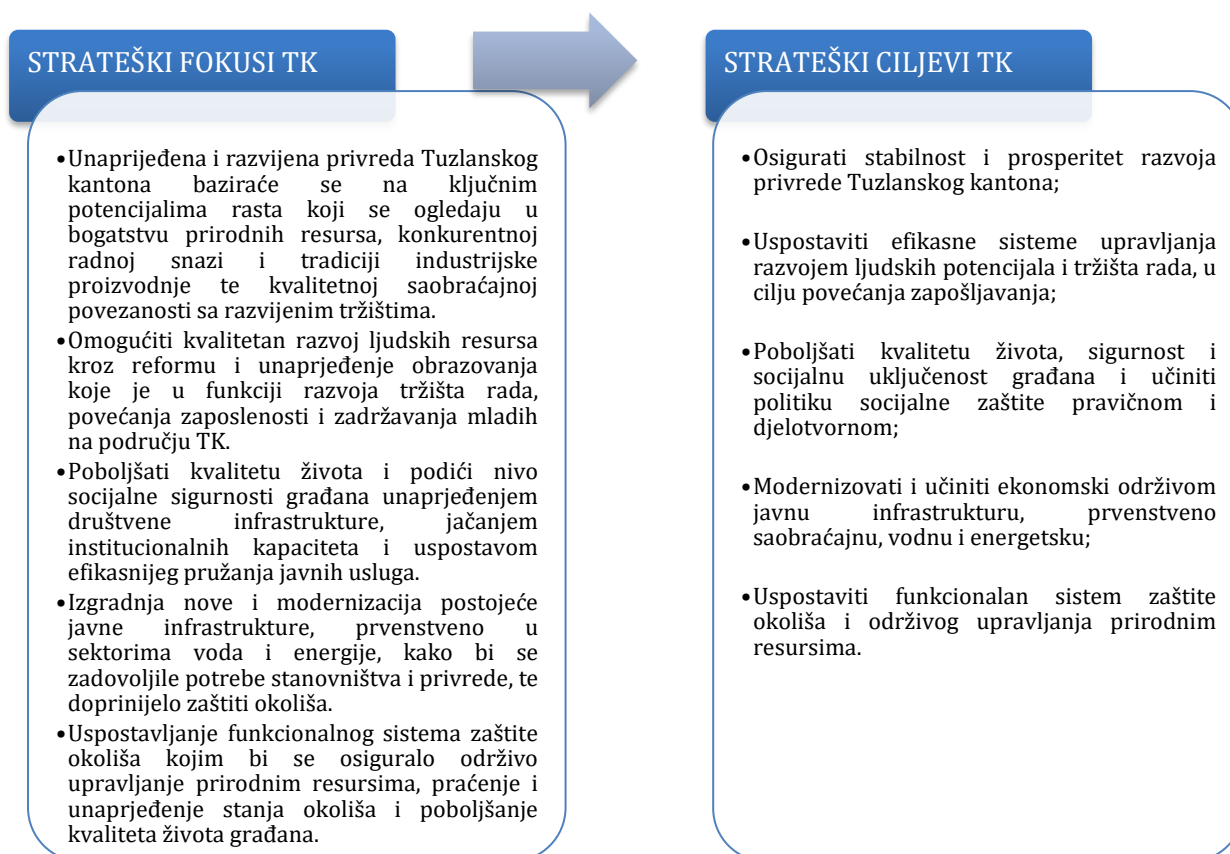 STRATEŠKI FOKUSI TK
•Unaprijeđena i razvijena privreda Tuzlanskog
kantona baziraće se na ključnim
potencijalima rasta koji se ogledaju u
bogatstvu prirodnih resursa, konkurentnoj
radnoj snazi i tradiciji industrijske
proizvodnje te kvalitetnoj saobraćajnoj
povezanosti sa razvijenim tržištima.
•Omogućiti kvalitetan razvoj ljudskih resursa
kroz reformu i unaprjeđenje obrazovanja
koje je u funkciji razvoja tržišta rada,
povećanja zaposlenosti i zadržavanja mladih
na području TK.
•Poboljšati kvalitetu života i podići nivo
socijalne sigurnosti građana unaprjeđenjem
društvene infrastrukture, jačanjem
institucionalnih kapaciteta i uspostavom
efikasnijeg pružanja javnih usluga.
•Izgradnja nove i modernizacija postojeće
javne infrastrukture, prvenstveno u
sektorima voda i energije, kako bi se
zadovoljile potrebe stanovništva i privrede, te
doprinijelo zaštiti okoliša.
•Uspostavljanje funkcionalnog sistema zaštite
okoliša kojim bi se osiguralo održivo
upravljanje prirodnim resursima, praćenje i
unaprjeđenje stanja okoliša i poboljšanje
kvaliteta života građana.
STRATEŠKI CILJEVI TK
•Osigurati stabilnost i prosperitet razvoja
privrede Tuzlanskog kantona;
•Uspostaviti efikasne sisteme upravljanja
razvojem ljudskih potencijala i tržišta rada, u
cilju povećanja zapošljavanja;
•Poboljšati kvalitetu života, sigurnost i
socijalnu uključenost građana i učiniti
politiku socijalne zaštite pravičnom i
djelotvornom;
•Modernizovati i učiniti ekonomski održivom
javnu infrastrukturu, prvenstveno
saobraćajnu, vodnu i energetsku;
•Uspostaviti funkcionalan sistem zaštite
okoliša i održivog upravljanja prirodnim
resursima.